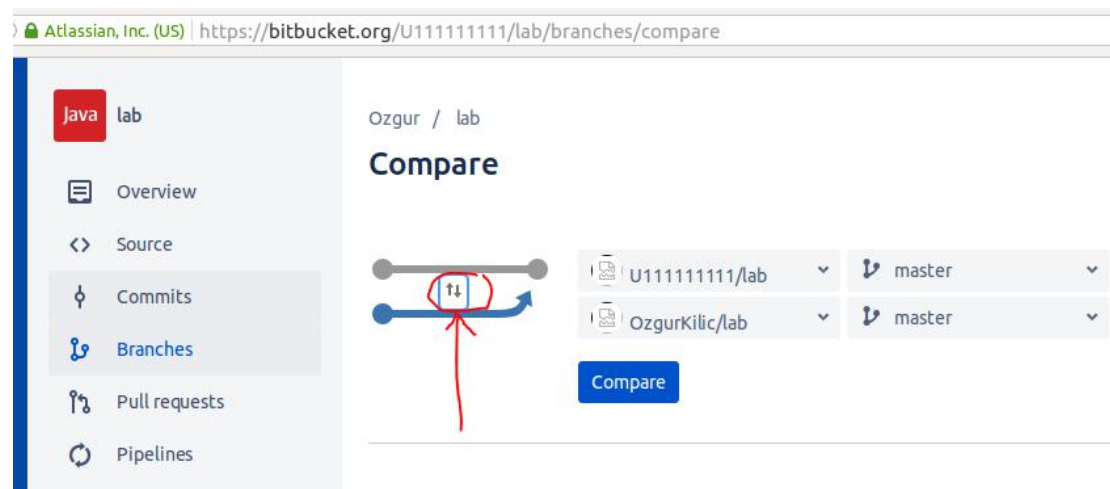 Atlassian, Inc. (US) https://bitbucket.org/U111111111/lab/branches/compare
Java lab
Overview
Source
Commits
Branches
Pull requests
Pipelines
Ozgur / lab
Compare
U111111111/lab master
OzgurKilic/lab master
Compare